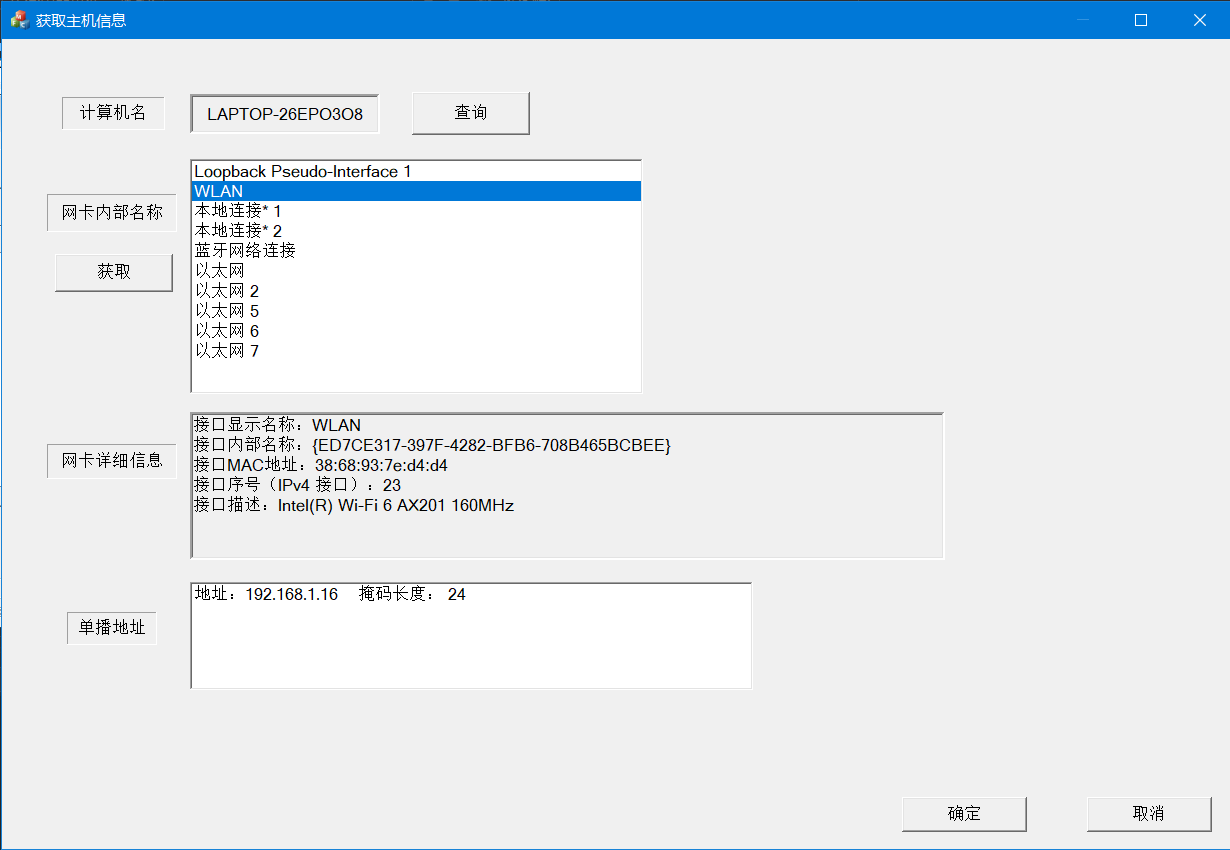 获取主机信息
计算机名
LAPTOP-26EPO3O8
查询
Loopback Pseudo-Interface 1
WLAN
本地连接* 1
本地连接* 2
蓝牙网络连接
以太网
以太网 2
以太网 5
以太网 6
以太网 7
网卡内部名称
获取
网卡详细信息
接口显示名称：WLAN
接口内部名称：{ED7CE317-397F-4282-BFB6-708B465BCBEE}
接口MAC地址：38:68:93:7e:d4:d4
接口序号（IPv4 接口）：23
接口描述：Intel(R) Wi-Fi 6 AX201 160MHz
单播地址
地址：192.168.1.16 掩码长度： 24
确定
取消